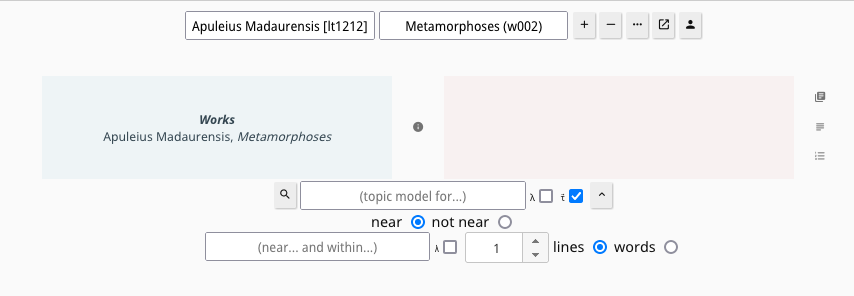 Apuleius Madaurensis [lt1212] Metamorphoses (w002)
Works
Apuleius Madaurensis, Metamorphoses
(topic model for...) λ τ
near not near
(near... and within...) λ 1 lines words